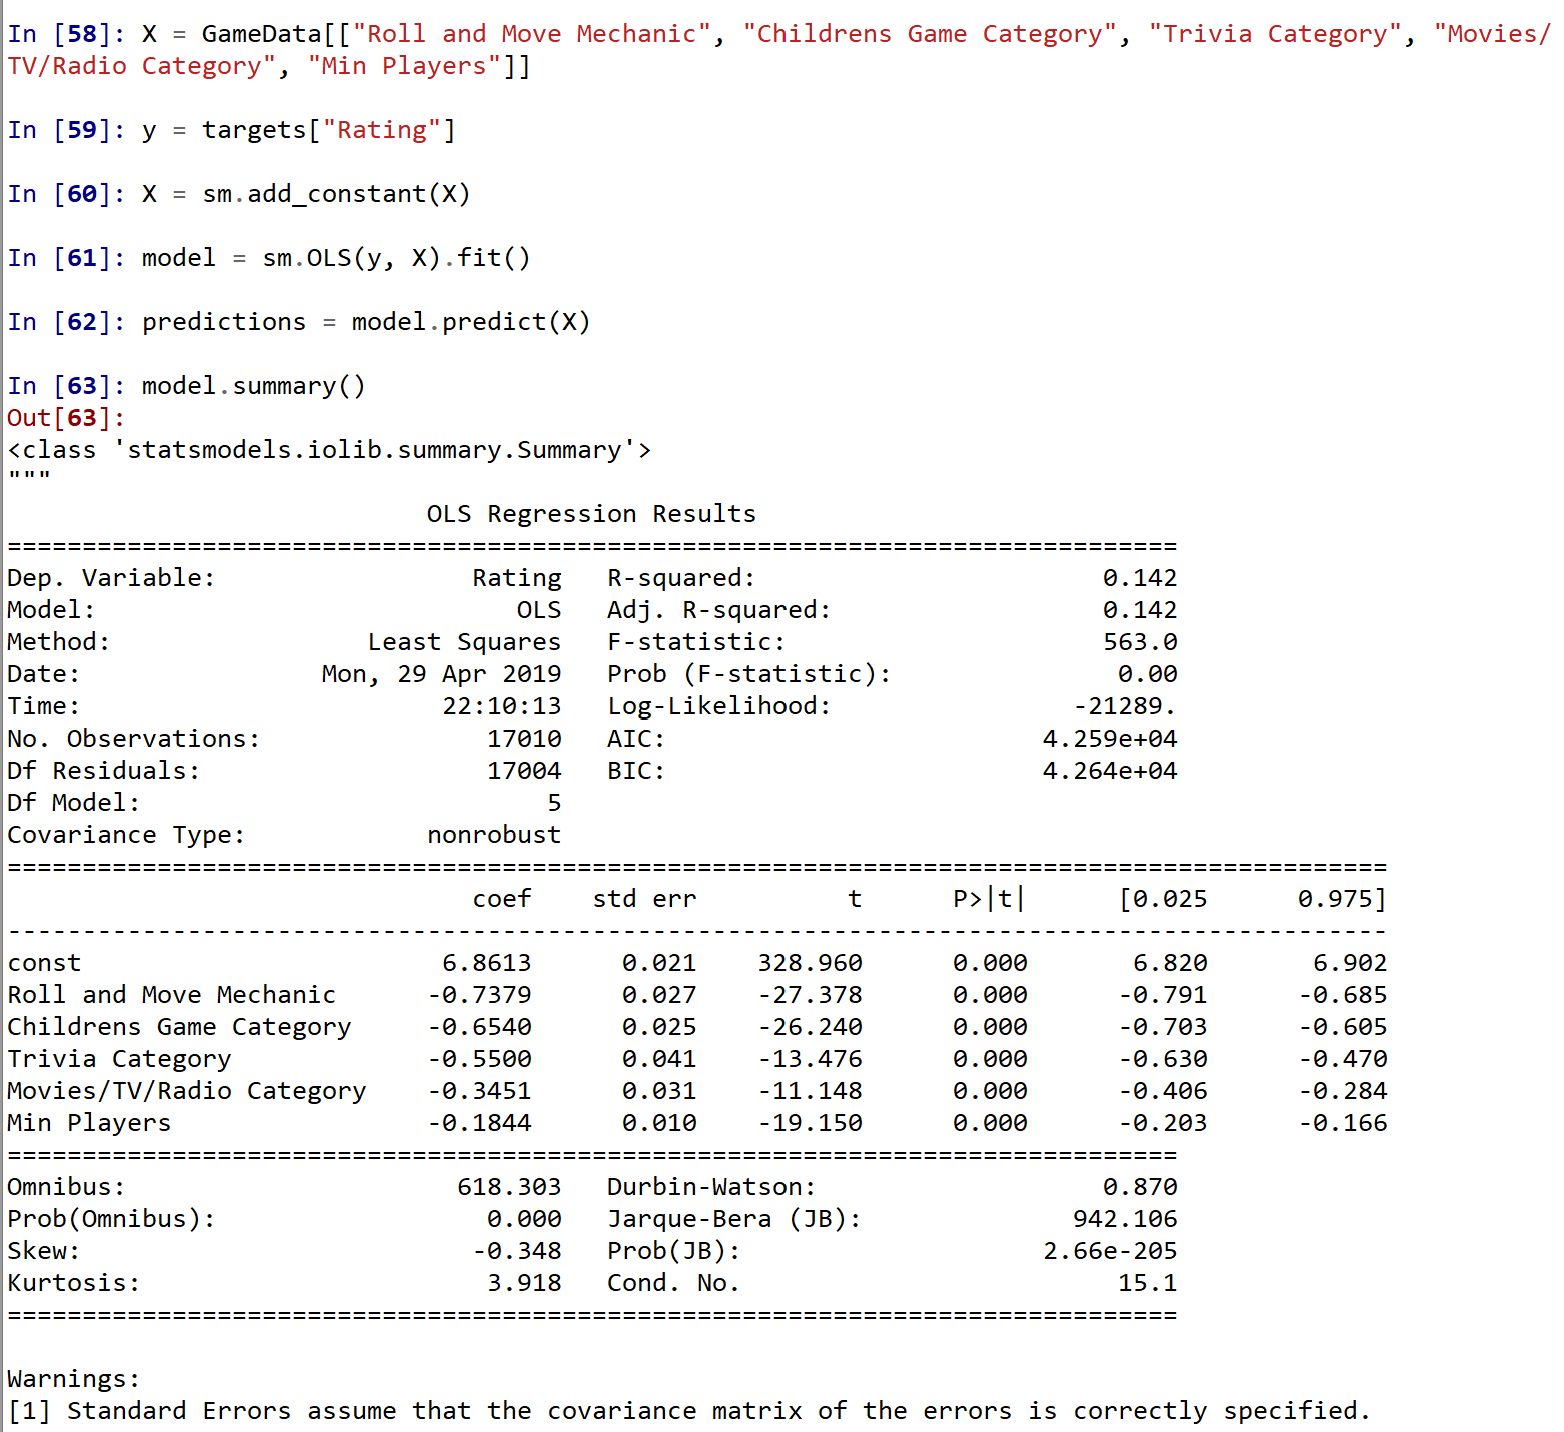 In [58]: X = GameData[["Roll and Move Mechanic", "Childrens Game Category", "Trivia Category", "Movies/
TV/Radio Category", "Min Players"]]
In [59]: y = targets["Rating"]
In [60]: X = sm.add_constant(X)
In [61]: model = sm.OLS(y, X).fit()
In [62]: predictions = model.predict(X)
In [63]: model.summary()
Out[63]:
<class 'statsmodels.iolib.summary.Summary'>
"""
                            OLS Regression Results
==============================================================================
Dep. Variable:                 Rating   R-squared:                       0.142
Model:                            OLS   Adj. R-squared:                  0.142
Method:                 Least Squares   F-statistic:                     563.0
Date:                Mon, 29 Apr 2019   Prob (F-statistic):               0.00
Time:                        22:10:13   Log-Likelihood:                -21289.
No. Observations:               17010   AIC:                         4.259e+04
Df Residuals:                   17004   BIC:                         4.264e+04
Df Model:                           5
Covariance Type:            nonrobust
============================================================================================
                               coef    std err          t      P>|t|      [0.025      0.975]
--------------------------------------------------------------------------------------------
const                        6.8613      0.021    328.960      0.000       6.820       6.902
Roll and Move Mechanic      -0.7379      0.027    -27.378      0.000      -0.791      -0.685
Childrens Game Category     -0.6540      0.025    -26.240      0.000      -0.703      -0.605
Trivia Category             -0.5500      0.041    -13.476      0.000      -0.630      -0.470
Movies/TV/Radio Category    -0.3451      0.031    -11.148      0.000      -0.406      -0.284
Min Players                 -0.1844      0.010    -19.150      0.000      -0.203      -0.166
==============================================================================
Omnibus:                      618.303   Durbin-Watson:                   0.870
Prob(Omnibus):                  0.000   Jarque-Bera (JB):              942.106
Skew:                          -0.348   Prob(JB):                    2.66e-205
Kurtosis:                       3.918   Cond. No.                         15.1
==============================================================================
Warnings:
[1] Standard Errors assume that the covariance matrix of the errors is correctly specified.